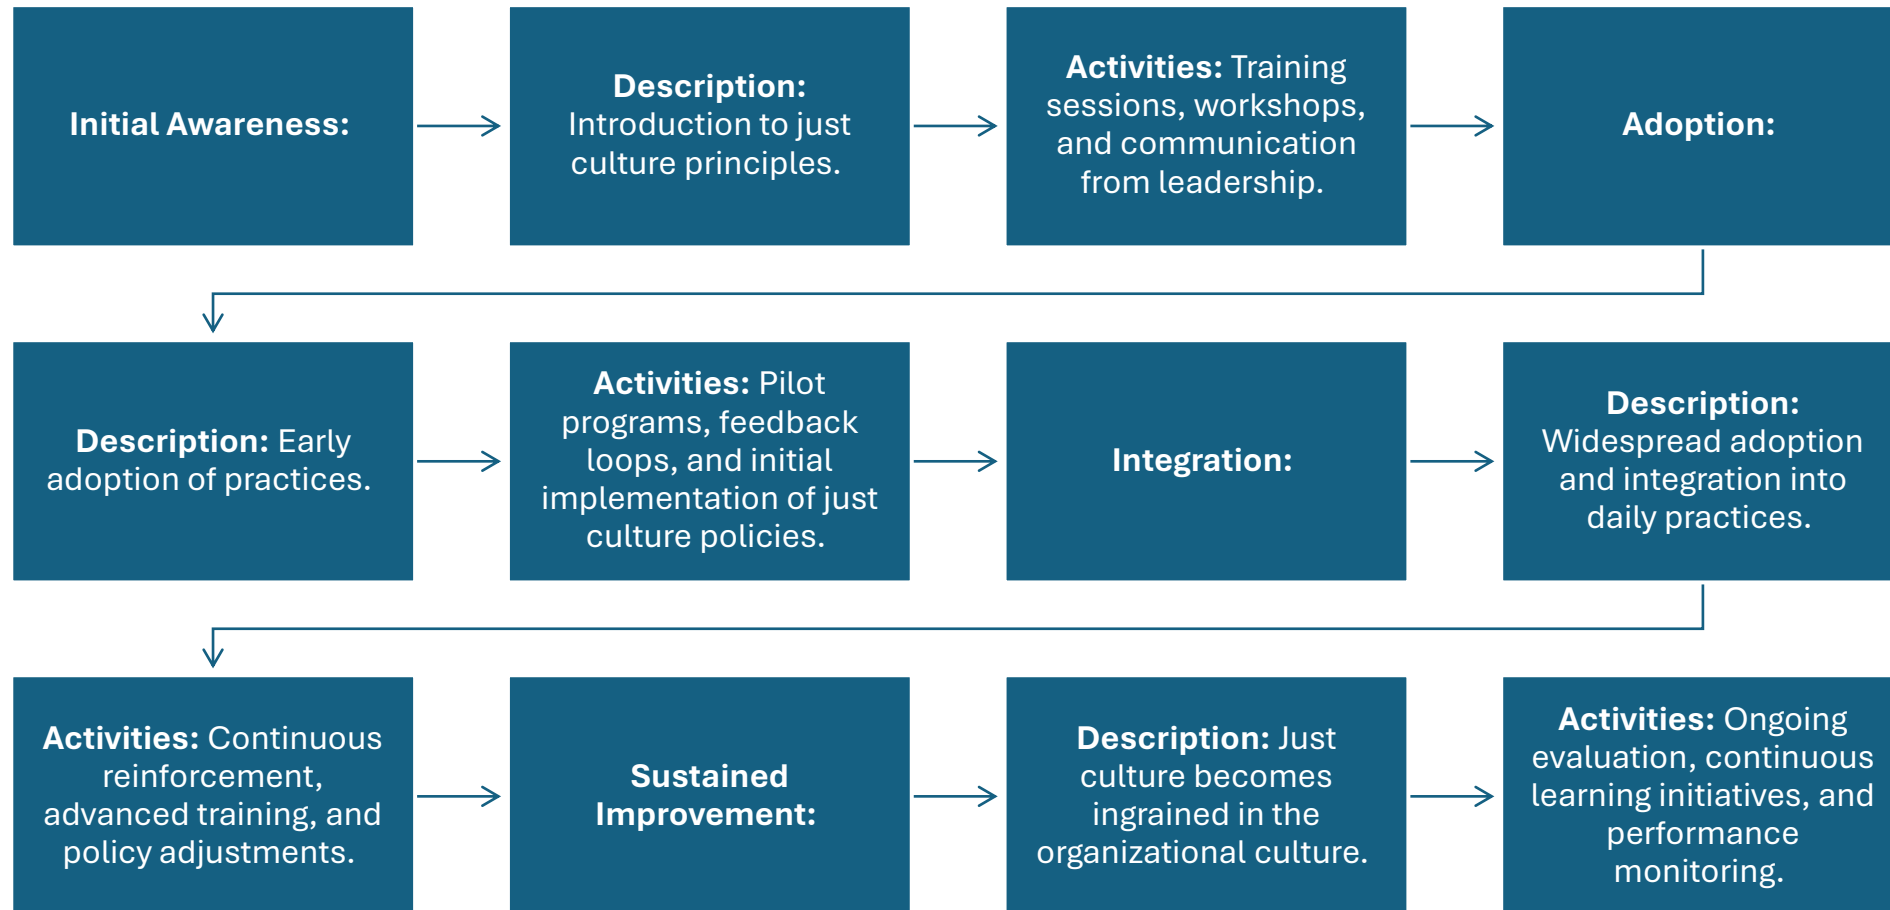 Initial Awareness:
Description:
Introduction to just
culture principles.
Activities: Training
sessions, workshops,
and communication
from leadership.
Adoption:
Description: Early
adoption of practices.
Activities: Pilot
programs, feedback
loops, and initial
implementation of just
culture policies.
Integration:
Description:
Widespread adoption
and integration into
daily practices.
Activities: Continuous
reinforcement,
advanced training, and
policy adjustments.
Sustained
Improvement:
Description: Just
culture becomes
ingrained in the
organizational culture.
Activities: Ongoing
evaluation, continuous
learning initiatives, and
performance
monitoring.